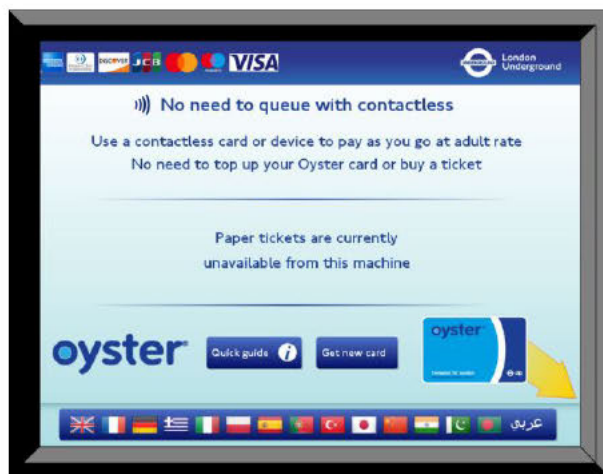 DISCOVER JCB VISA
London
Underground
No need to queue with contactless
Use a contactless card or device to pay as you go at adult rate
No need to top up your Oyster card or buy a ticket
Paper tickets are currently
unavailable from this machine
oyster
Quick guide i
Get new card
oyster
عربي